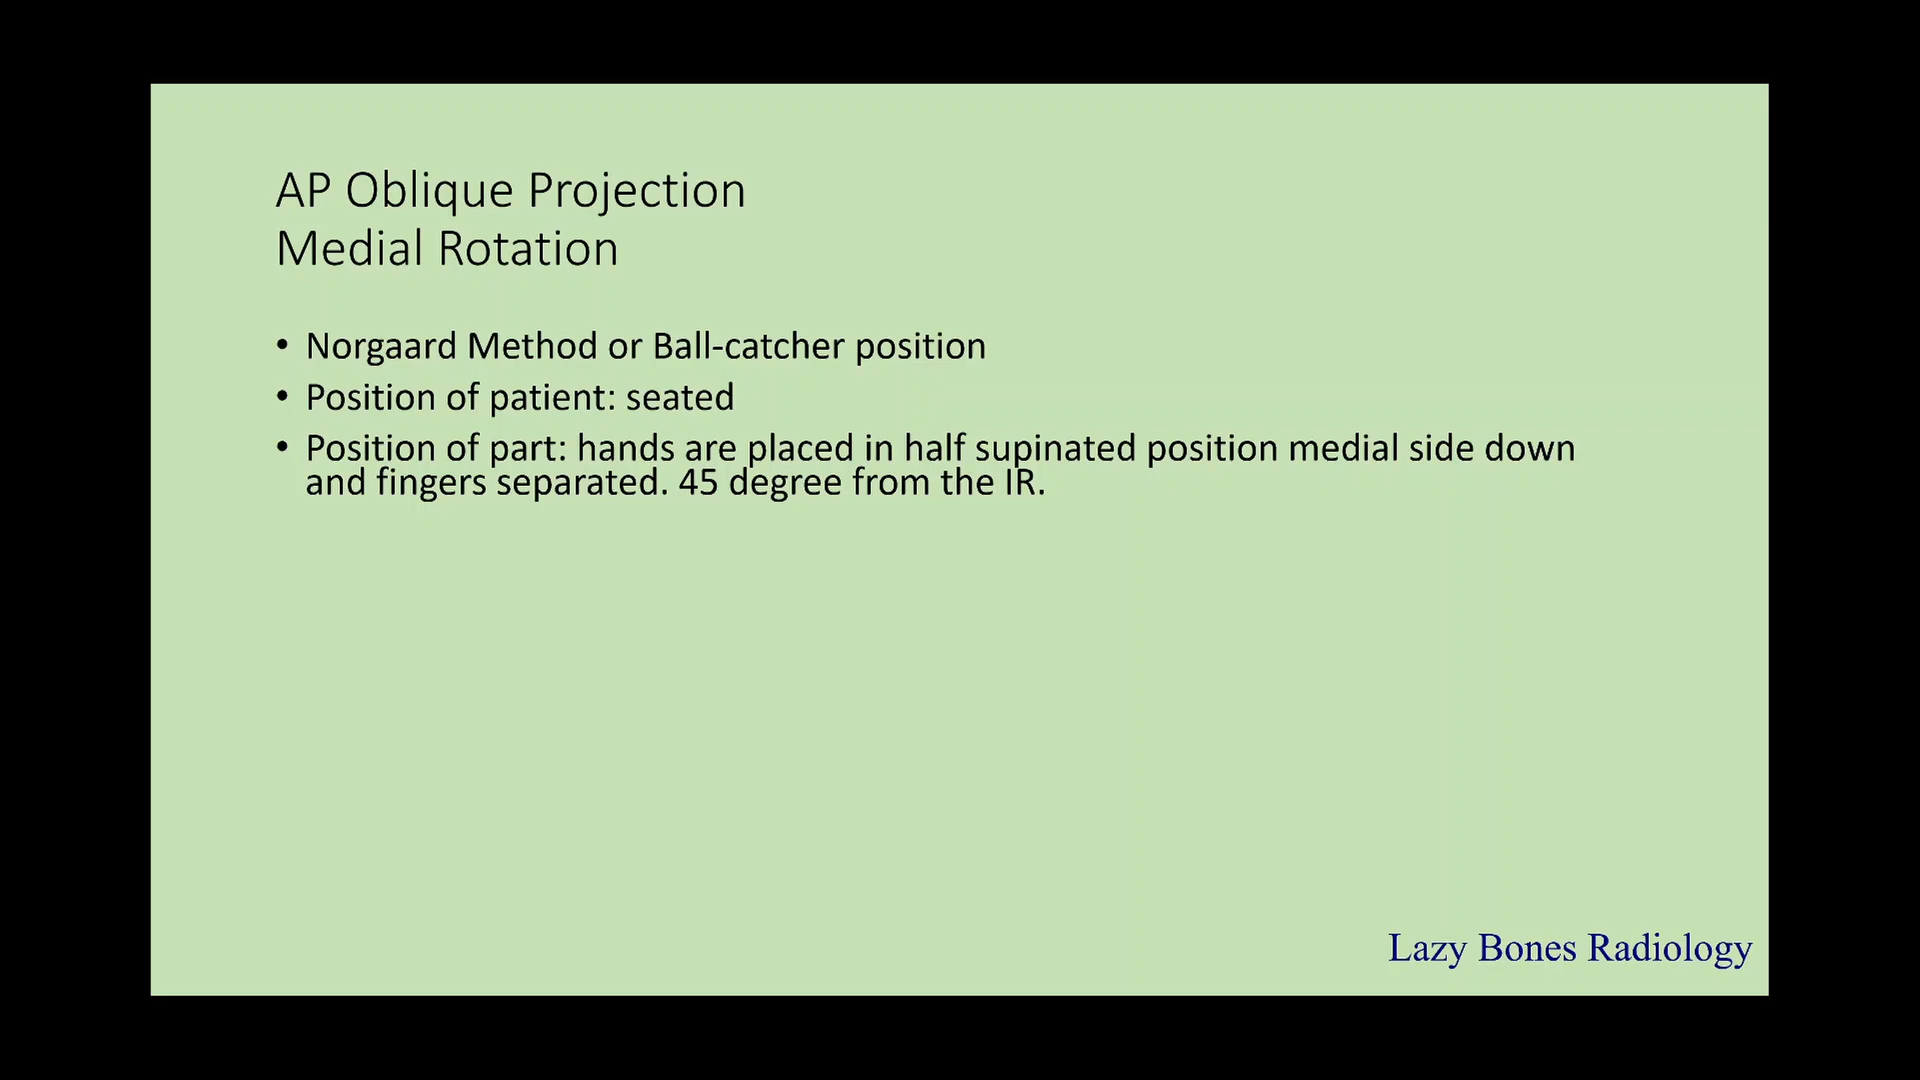 AP Oblique Projection
Medial Rotation
• Norgaard Method or Ball-catcher position
• Position of patient: seated
• Position of part: hands are placed in half supinated position medial side down
and fingers separated. 45 degree from the IR.
Lazy Bones Radiology